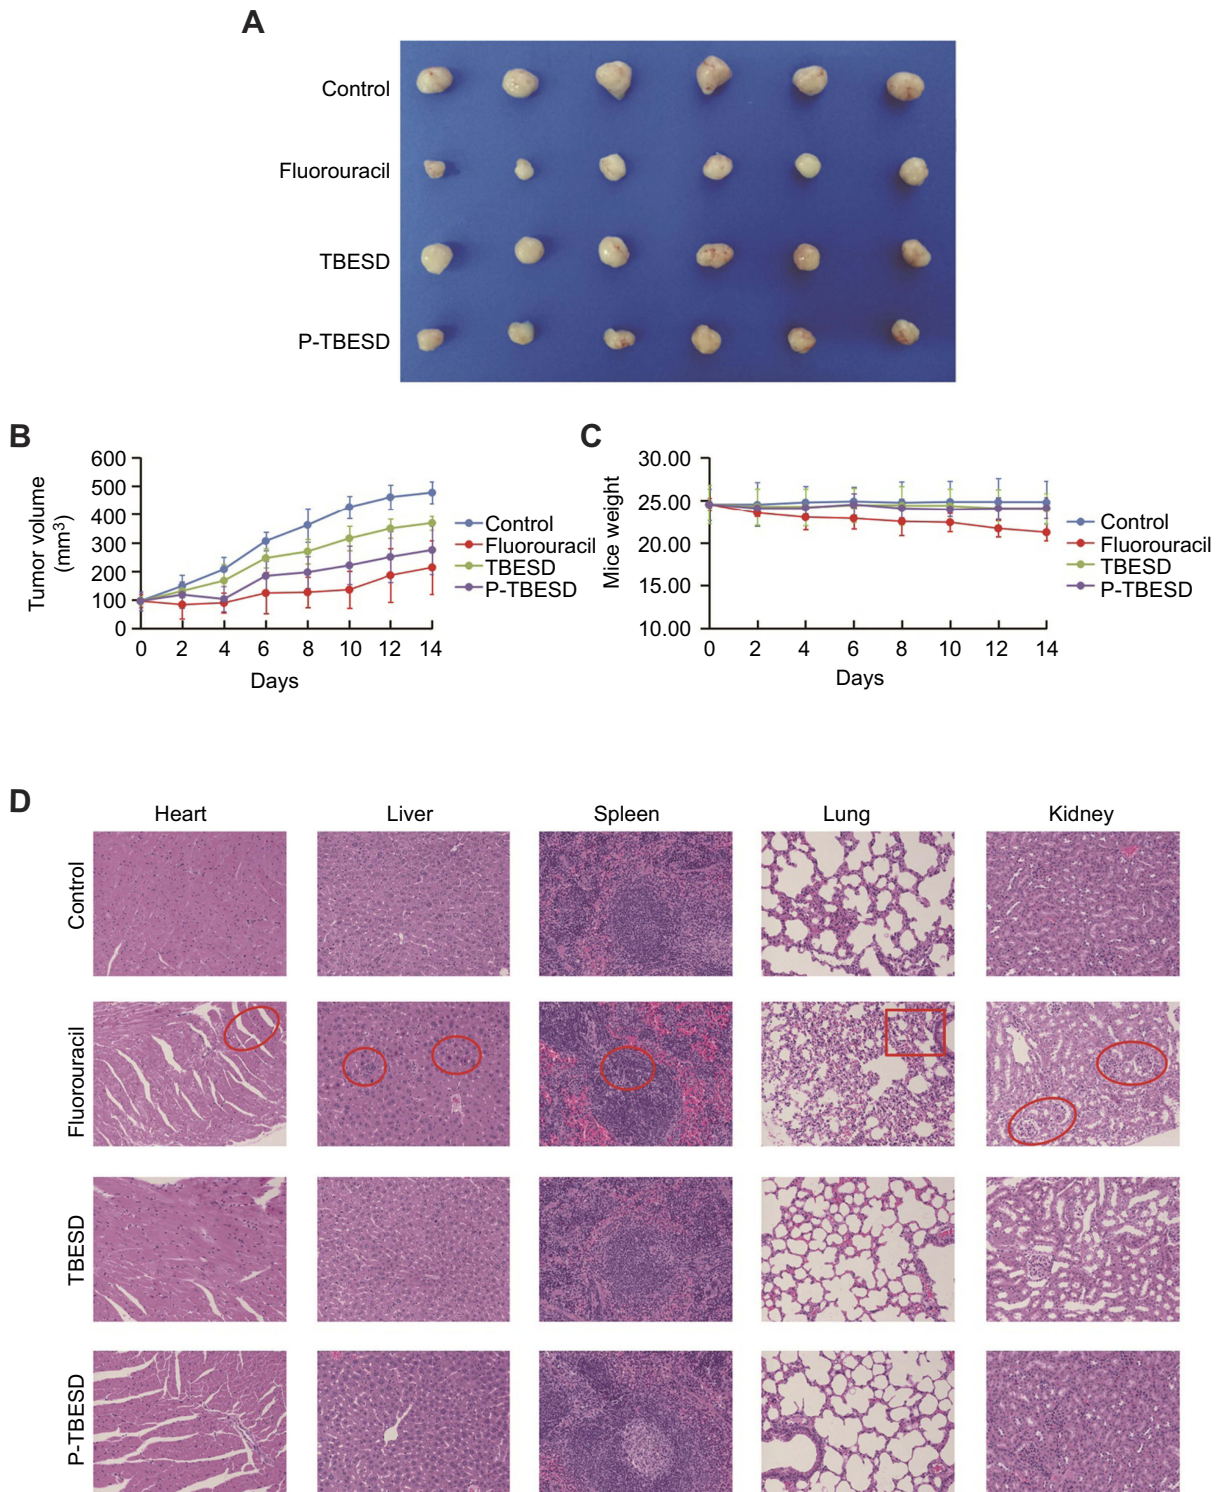 A
Control
Fluorouracil
TBESD
P-TBESD
B
Tumor volume
(mm³)
600
500
400
300
200
100
0
0 2 4 6 8 10 12 14
Days
Control
Fluorouracil
TBESD
P-TBESD
C
Mice weight
30.00
25.00
20.00
15.00
10.00
0 2 4 6 8 10 12 14
Days
Control
Fluorouracil
TBESD
P-TBESD
D
Heart Liver Spleen Lung Kidney
Control
Fluorouracil
TBESD
P-TBESD